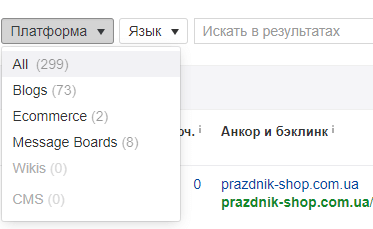 Платформа Язык Искать в результатах
All (299)
Blogs (73)
Ecommerce (2)
Message Boards (8)
Wikis (0)
CMS (0)
оч. i Анкор и бэклинк i
0 prazdnik-shop.com.ua
prazdnik-shop.com.ua/